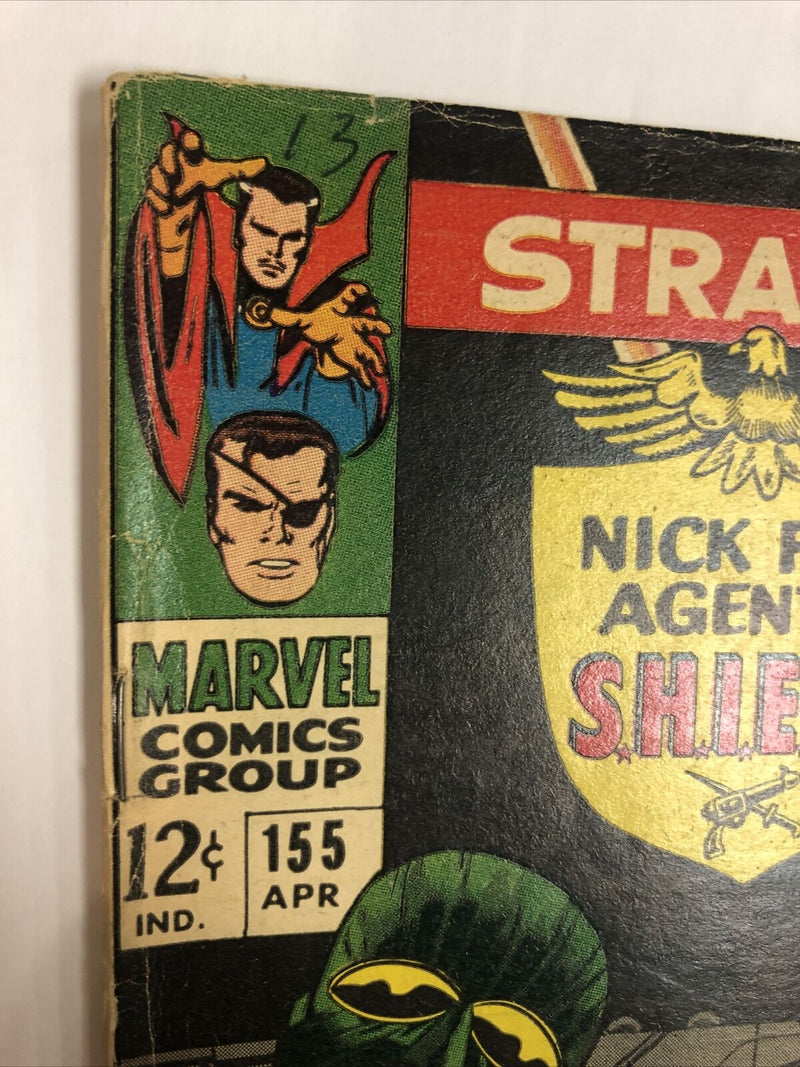 13
STRA
NICK F
AGENT
S.H.I.E
MARVEL
COMICS
GROUP
12¢
IND.
155
APR